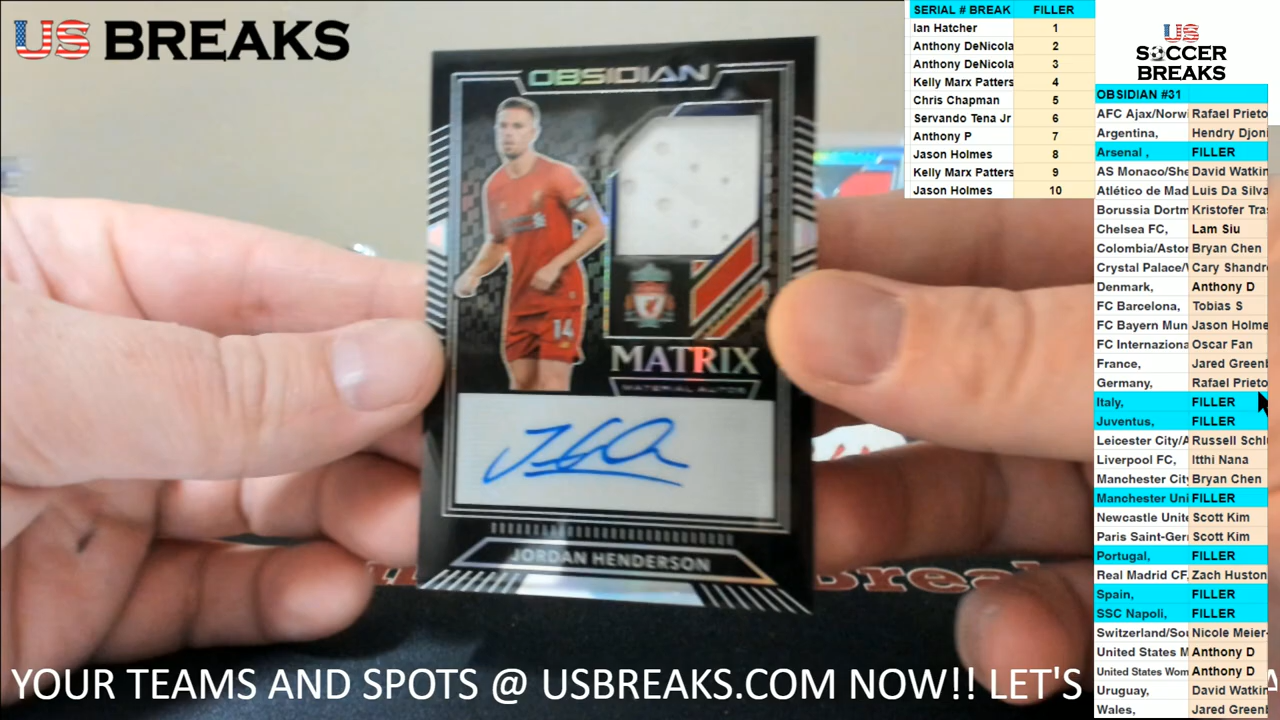 US BREAKS
OBSIDIAN
14
MATRIX
MATERIAL AUTOS
JORDAN HENDERSON
YOUR TEAMS AND SPOTS @ USBREAKS.COM NOW!! LET'S
SERIAL # BREAK FILLER
Ian Hatcher 1
Anthony DeNicola 2
Anthony DeNicola 3
Kelly Marx Patters 4
Chris Chapman 5
Servando Tena Jr 6
Anthony P 7
Jason Holmes 8
Kelly Marx Patters 9
Jason Holmes 10
US
SOCCER
BREAKS
OBSIDIAN #31
AFC Ajax/Norwi Rafael Prieto
Argentina, Hendry Djoni
Arsenal , FILLER
AS Monaco/She David Watkin
Atlético de Mad Luis Da Silva
Borussia Dortm Kristofer Tra
Chelsea FC, Lam Siu
Colombia/Aston Bryan Chen
Crystal Palace/ Cary Shandr
Denmark, Anthony D
FC Barcelona, Tobias S
FC Bayern Mun Jason Holme
FC Internaziona Oscar Fan
France, Jared Greenb
Germany, Rafael Prieto
Italy, FILLER
Juventus, FILLER
Leicester City/A Russell Schl
Liverpool FC, Itthi Nana
Manchester City Bryan Chen
Manchester Uni FILLER
Newcastle Unite Scott Kim
Paris Saint-Ger Scott Kim
Portugal, FILLER
Real Madrid CF, Zach Huston
Spain, FILLER
SSC Napoli, FILLER
Switzerland/Sou Nicole Meier-
United States M Anthony D
United States Wom Anthony D
Uruguay, David Watkin
Wales, Jared Greenb